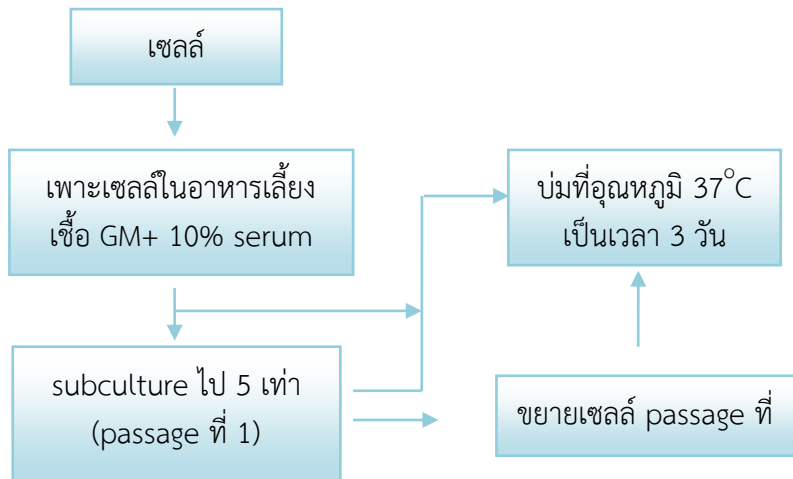 เซลล์
เพาะเซลล์ในอาหารเลี้ยง
เชื้อ GM+ 10% serum
บ่มที่อุณหภูมิ 37°C
เป็นเวลา 3 วัน
subculture ไป 5 เท่า
(passage ที่ 1)
ขยายเซลล์ passage ที่